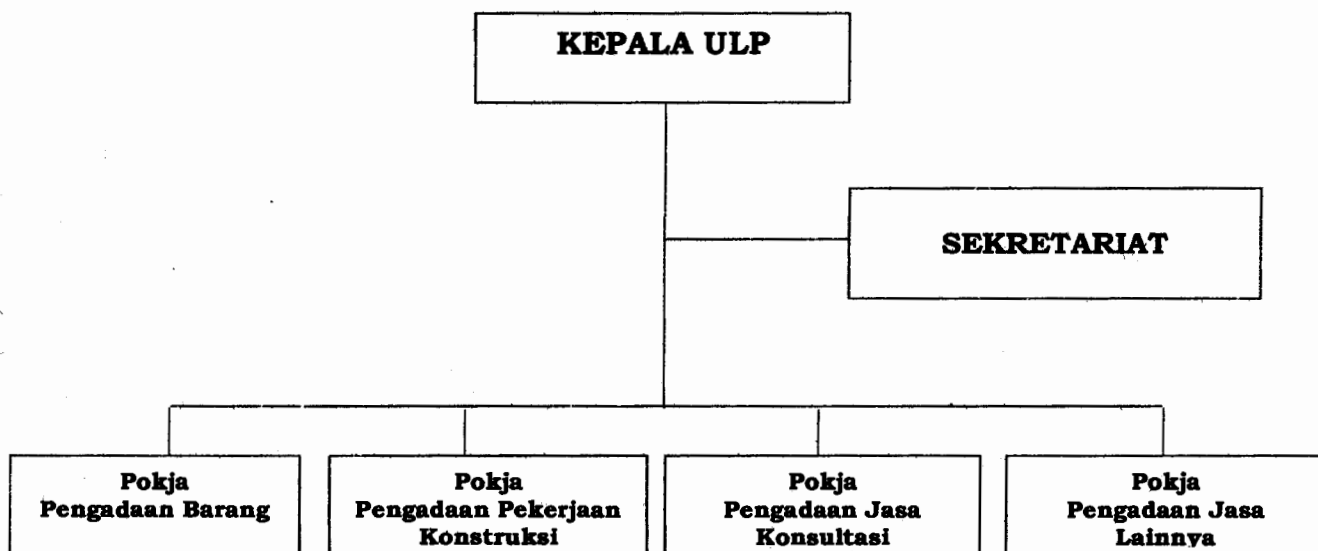 KEPALA ULP
SEKRETARIAT
Pokja
Pengadaan Barang
Pokja
Pengadaan Pekerjaan
Konstruksi
Pokja
Pengadaan Jasa
Konsultasi
Pokja
Pengadaan Jasa
Lainnya